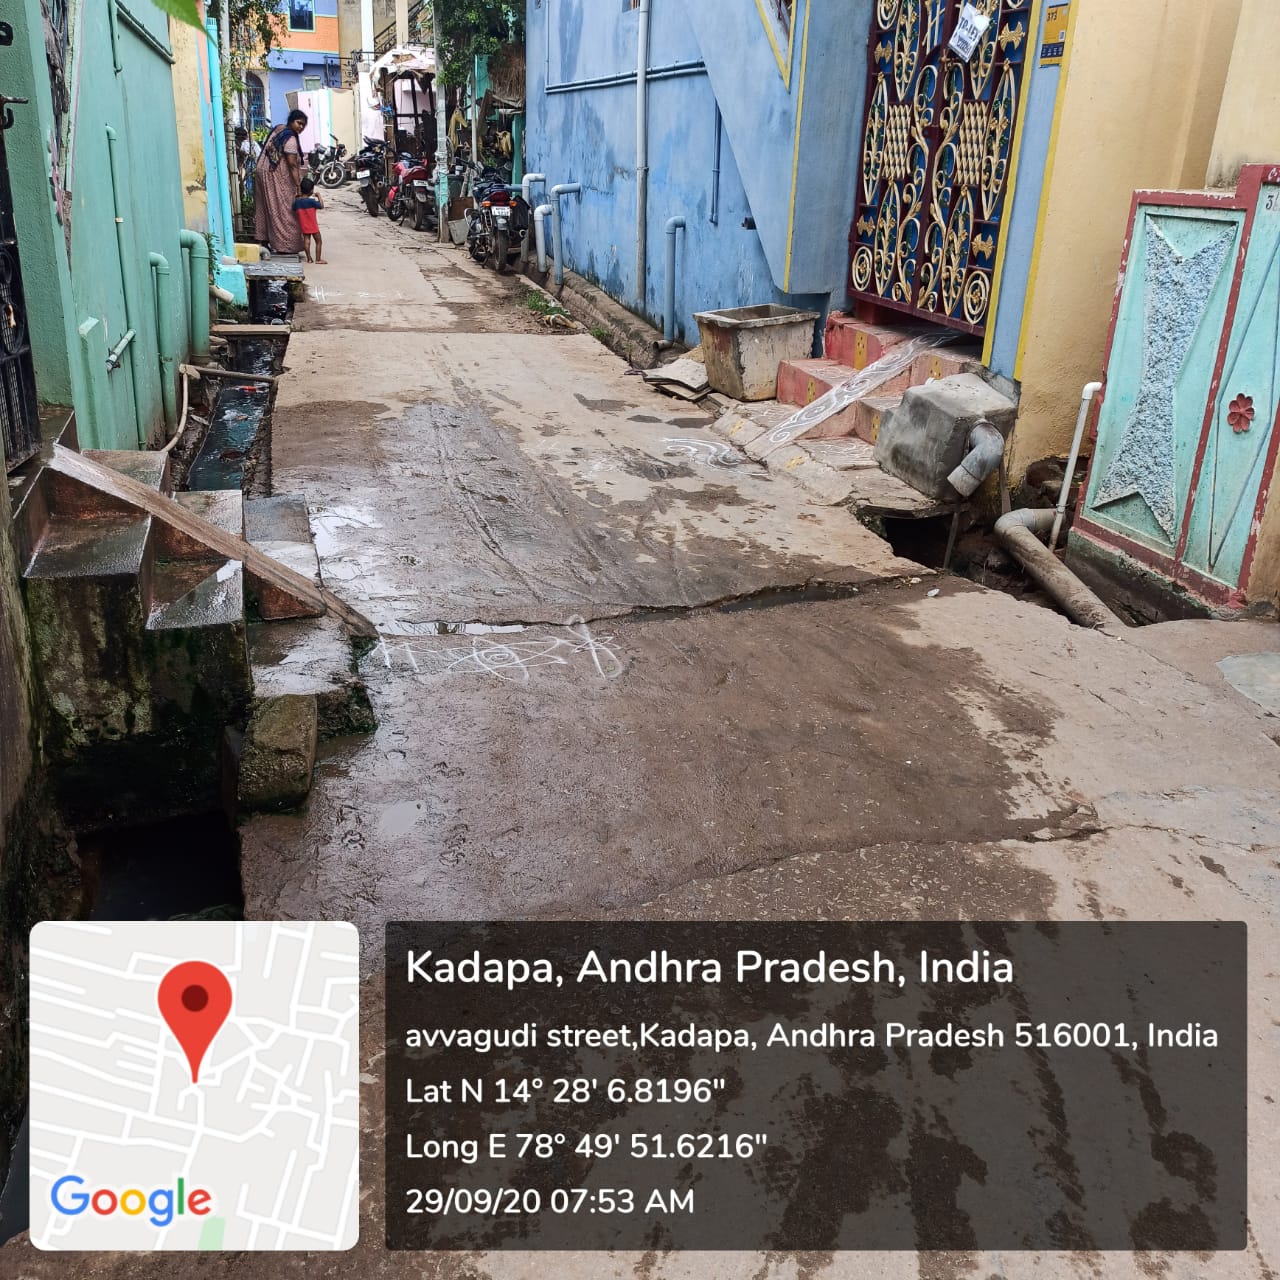 Kadapa, Andhra Pradesh, India
avvagudi street,Kadapa, Andhra Pradesh 516001, India
Lat N 14° 28' 6.8196"
Long E 78° 49' 51.6216"
29/09/20 07:53 AM
Google